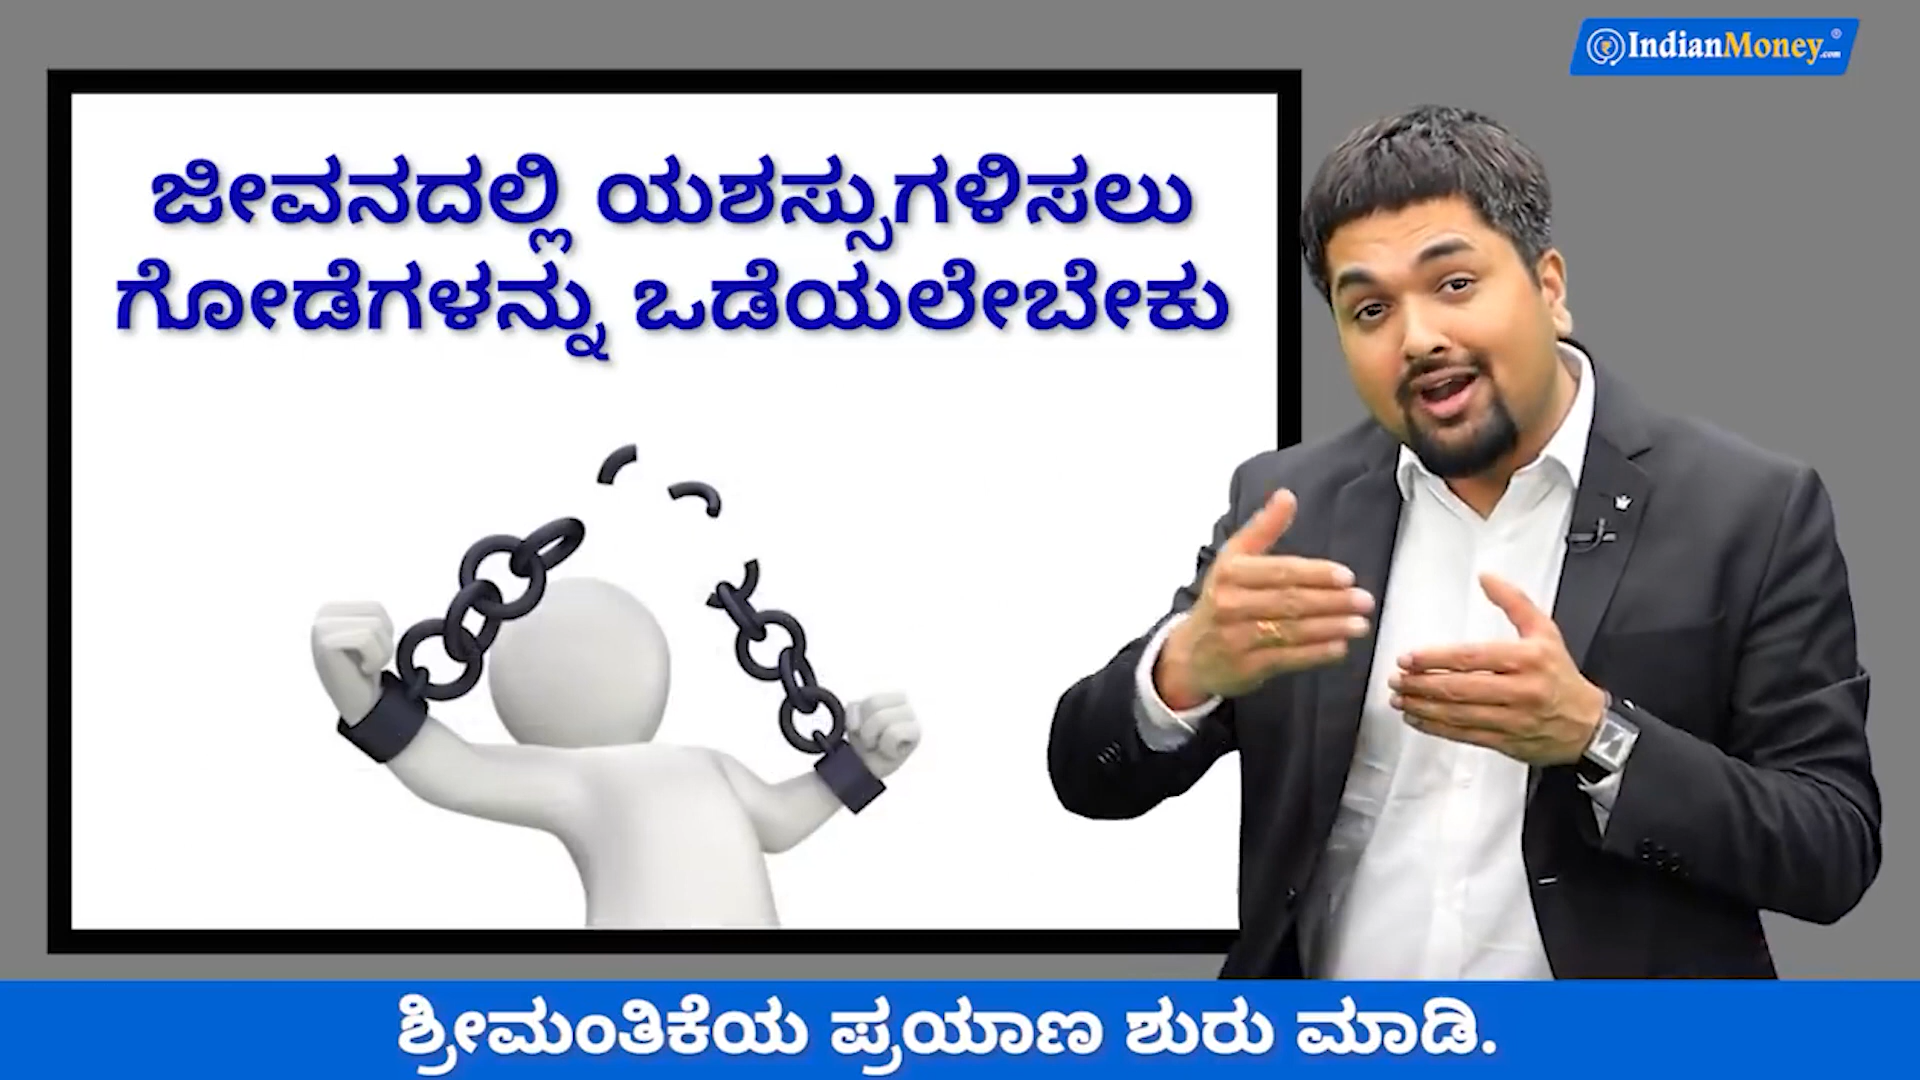 IndianMoney.com®
ಜೀವನದಲ್ಲಿ ಯಶಸ್ಸುಗಳಿಸಲು
ಗೋಡೆಗಳನ್ನು ಒಡೆಯಲೇಬೇಕು
ಶ್ರೀಮಂತಿಕೆಯ ಪ್ರಯಾಣ ಶುರು ಮಾಡಿ.